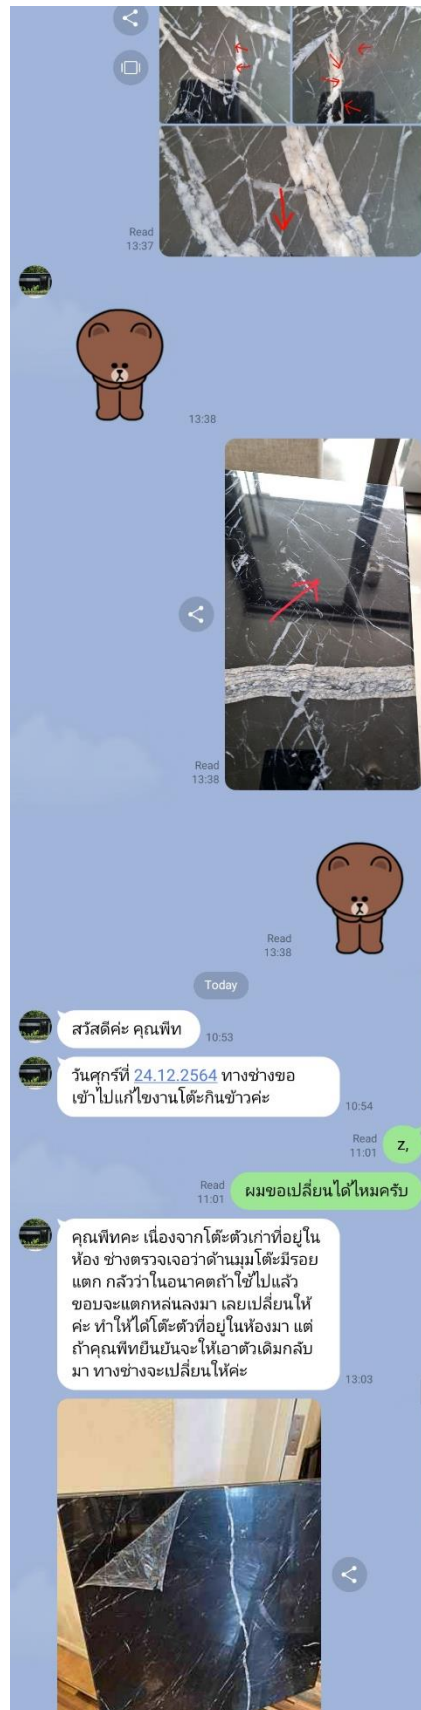 Read
13:37
13:38
Read
13:38
Read
13:38
Today
สวัสดีค่ะ คุณพีท
10:53
วันศุกร์ที่ 24.12.2564 ทางช่างขอ
เข้าไปแก้ไขงานโต๊ะกินข้าวค่ะ
10:54
Read
11:01
z,
Read
11:01
ผมขอเปลี่ยนได้ไหมครับ
คุณพีทคะ เนื่องจากโต๊ะตัวเก่าที่อยู่ใน
ห้อง ช่างตรวจเจอว่าด้านมุมโต๊ะมีรอย
แตก กลัวว่าในอนาคตถ้าใช้ไปแล้ว
ขอบจะแตกหล่นลงมา เลยเปลี่ยนให้
ค่ะ ทำให้ได้โต๊ะตัวที่อยู่ในห้องมา แต่
ถ้าคุณพีทยืนยันจะให้เอาตัวเดิมกลับ
มา ทางช่างจะเปลี่ยนให้ค่ะ
13:03